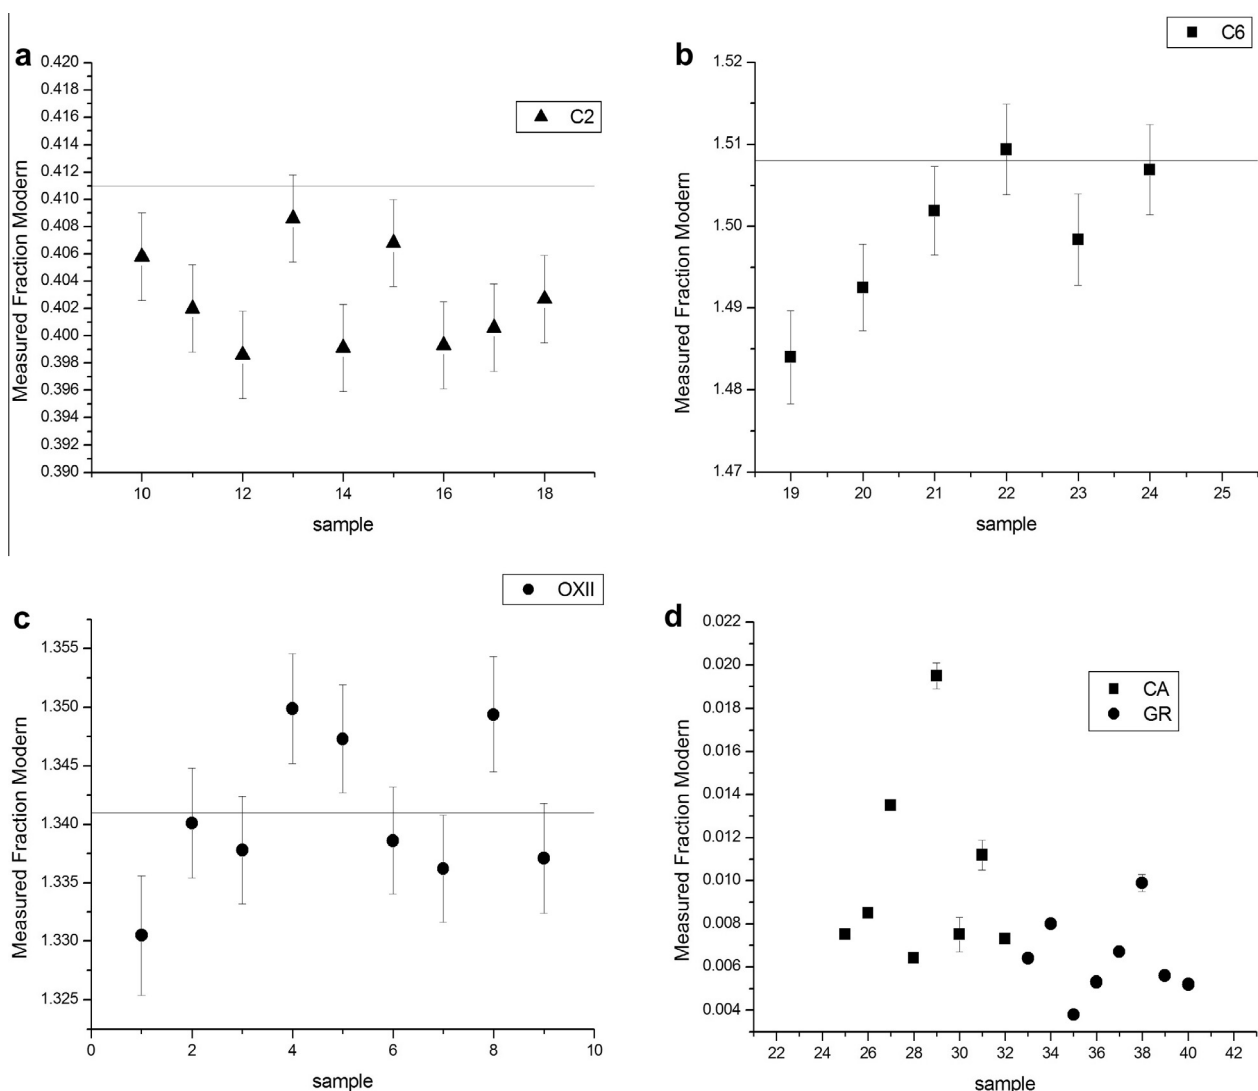 a
C2
0.420
0.418
0.416
0.414
0.412
0.410
0.408
0.406
0.404
0.402
0.400
0.398
0.396
0.394
0.392
0.390
Measured Fraction Modern
10 12 14 16 18
sample
b
C6
1.52
1.51
1.50
1.49
1.48
1.47
Measured Fraction Modern
19 20 21 22 23 24 25
sample
c
OXII
1.355
1.350
1.345
1.340
1.335
1.330
1.325
Measured Fraction Modern
0 2 4 6 8 10
sample
d
CA
GR
0.022
0.020
0.018
0.016
0.014
0.012
0.010
0.008
0.006
0.004
Measured Fraction Modern
22 24 26 28 30 32 34 36 38 40 42
sample